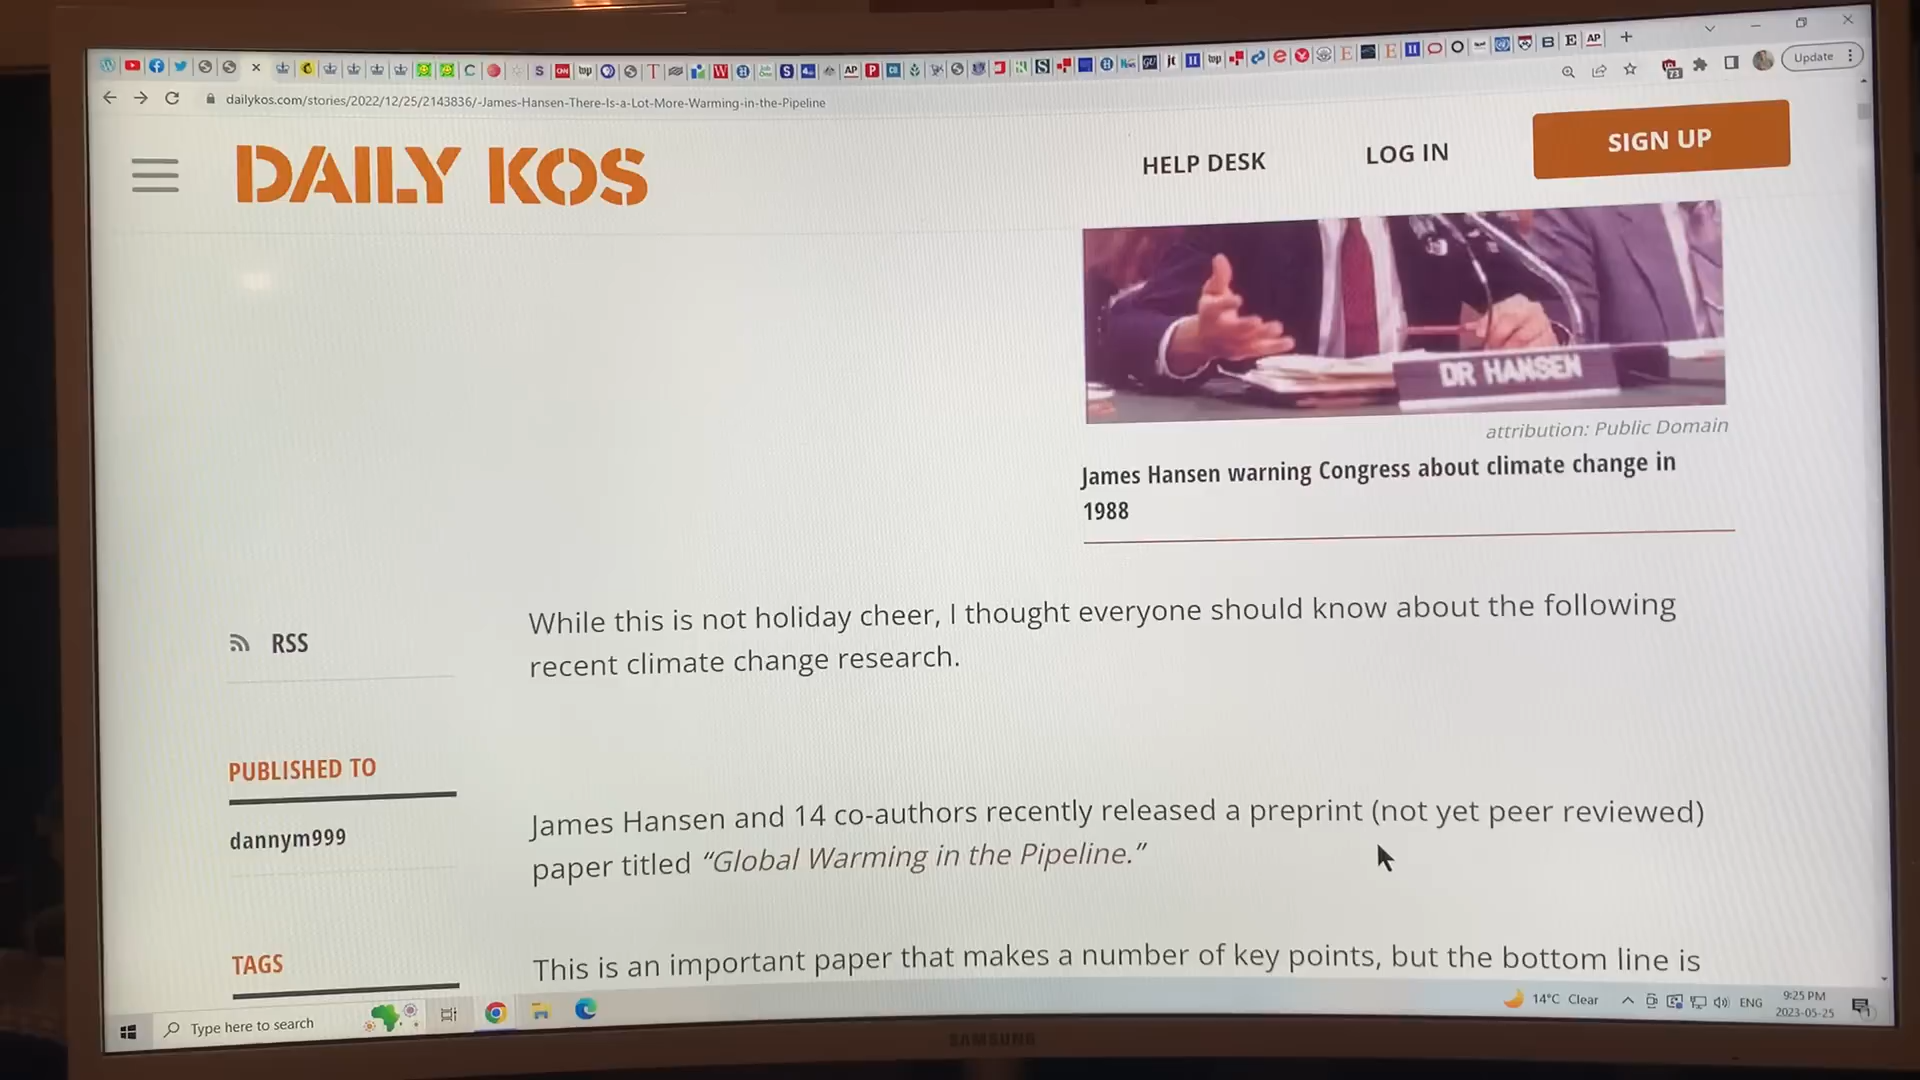 Update
dailykos.com/stories/2022/12/25/2143836/-James-Hansen-There-Is-a-Lot-More-Warming-in-the-Pipeline
DAILY KOS
HELP DESK
LOG IN
SIGN UP
DR HANSEN
attribution: Public Domain
James Hansen warning Congress about climate change in
1988
While this is not holiday cheer, I thought everyone should know about the following
recent climate change research.
RSS
PUBLISHED TO
dannym999
James Hansen and 14 co-authors recently released a preprint (not yet peer reviewed)
paper titled “Global Warming in the Pipeline.”
TAGS
This is an important paper that makes a number of key points, but the bottom line is
Type here to search
14°C Clear
ENG
9:25 PM
2023-05-25
SAMSUNG